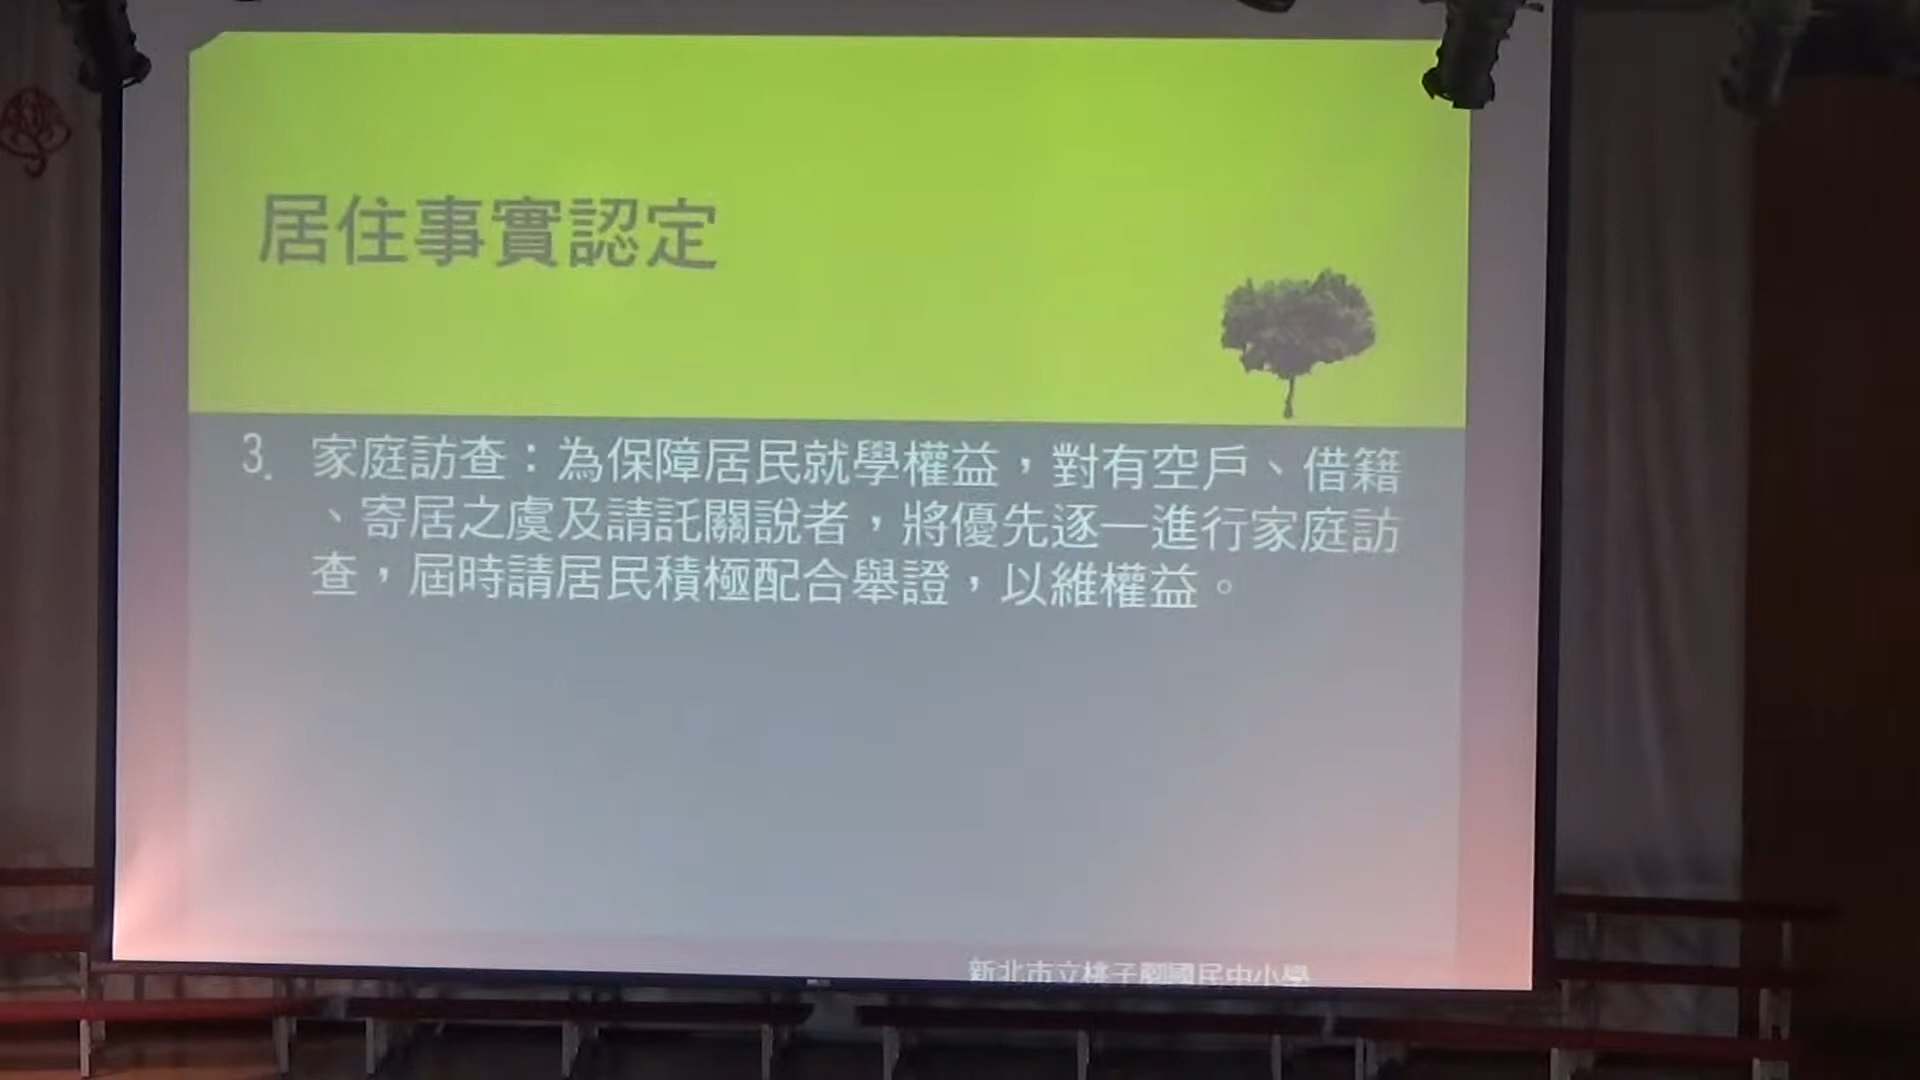 居住事實認定
3. 家庭訪查：為保障居民就學權益，對有空戶、借籍
、寄居之虞及請託關說者，將優先逐一進行家庭訪
查，屆時請居民積極配合舉證，以維權益。
新北市立桃子腳國民中小學